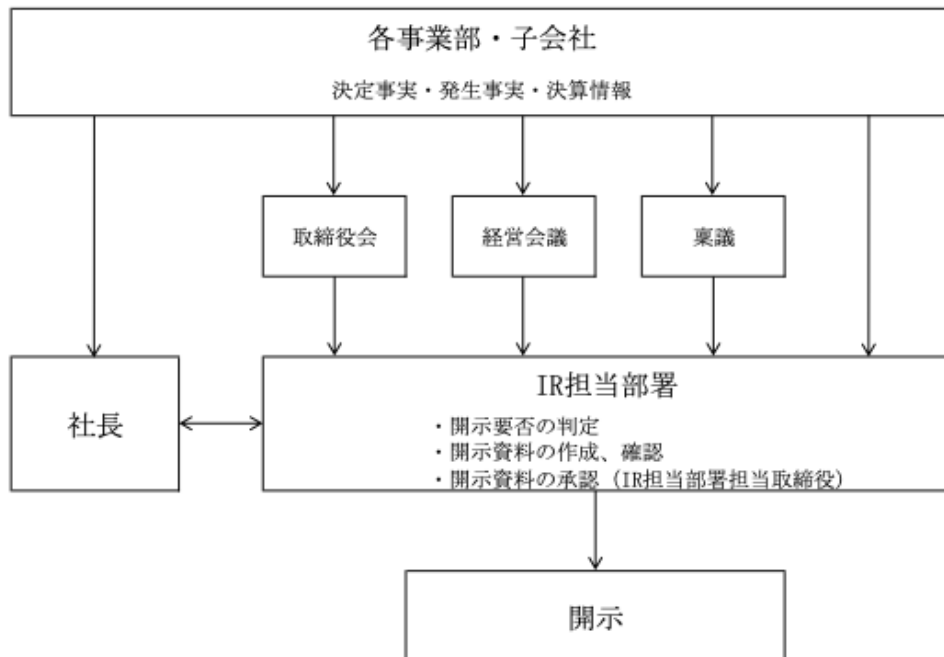 各事業部・子会社
決定事実・発生事実・決算情報
取締役会
経営会議
稟議
社長
IR担当部署
・開示要否の判定
・開示資料の作成、確認
・開示資料の承認（IR担当部署担当取締役）
開示